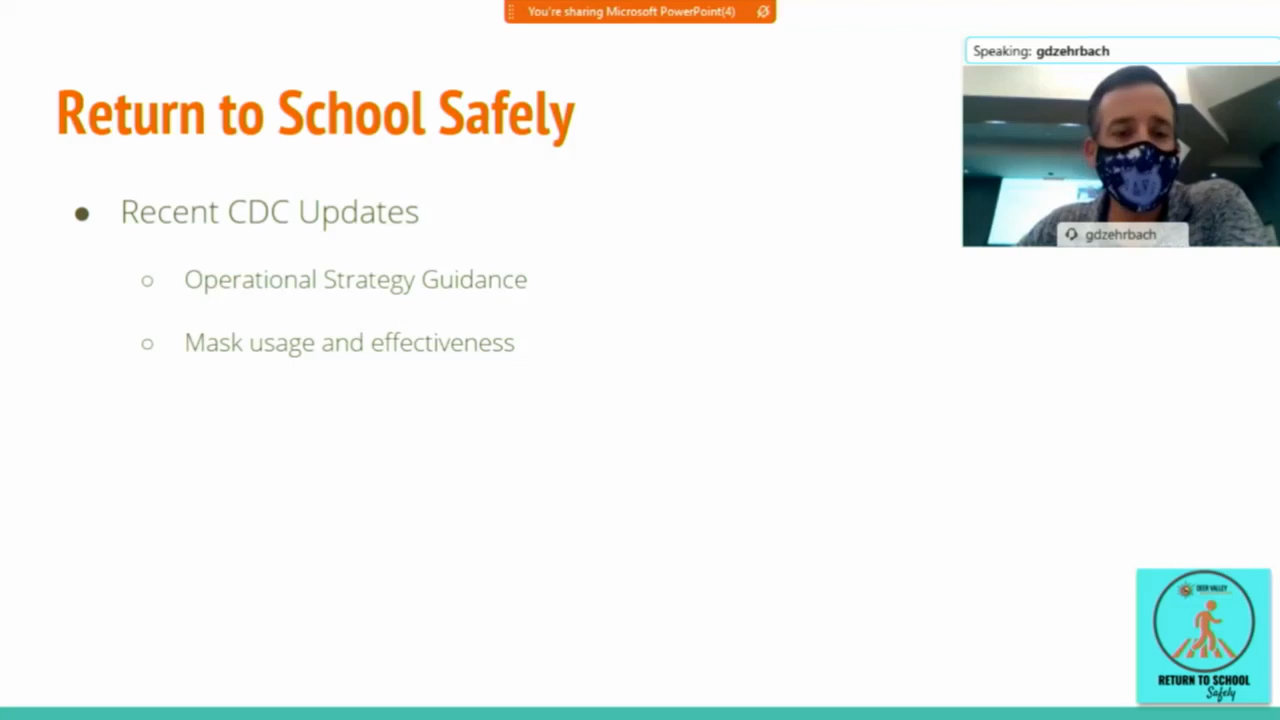 You're sharing Microsoft PowerPoint(4)
Speaking: gdzehrbach
Return to School Safely
Recent CDC Updates
Operational Strategy Guidance
Mask usage and effectiveness
gdzehrbach
DEER VALLEY
RETURN TO SCHOOL
Safely